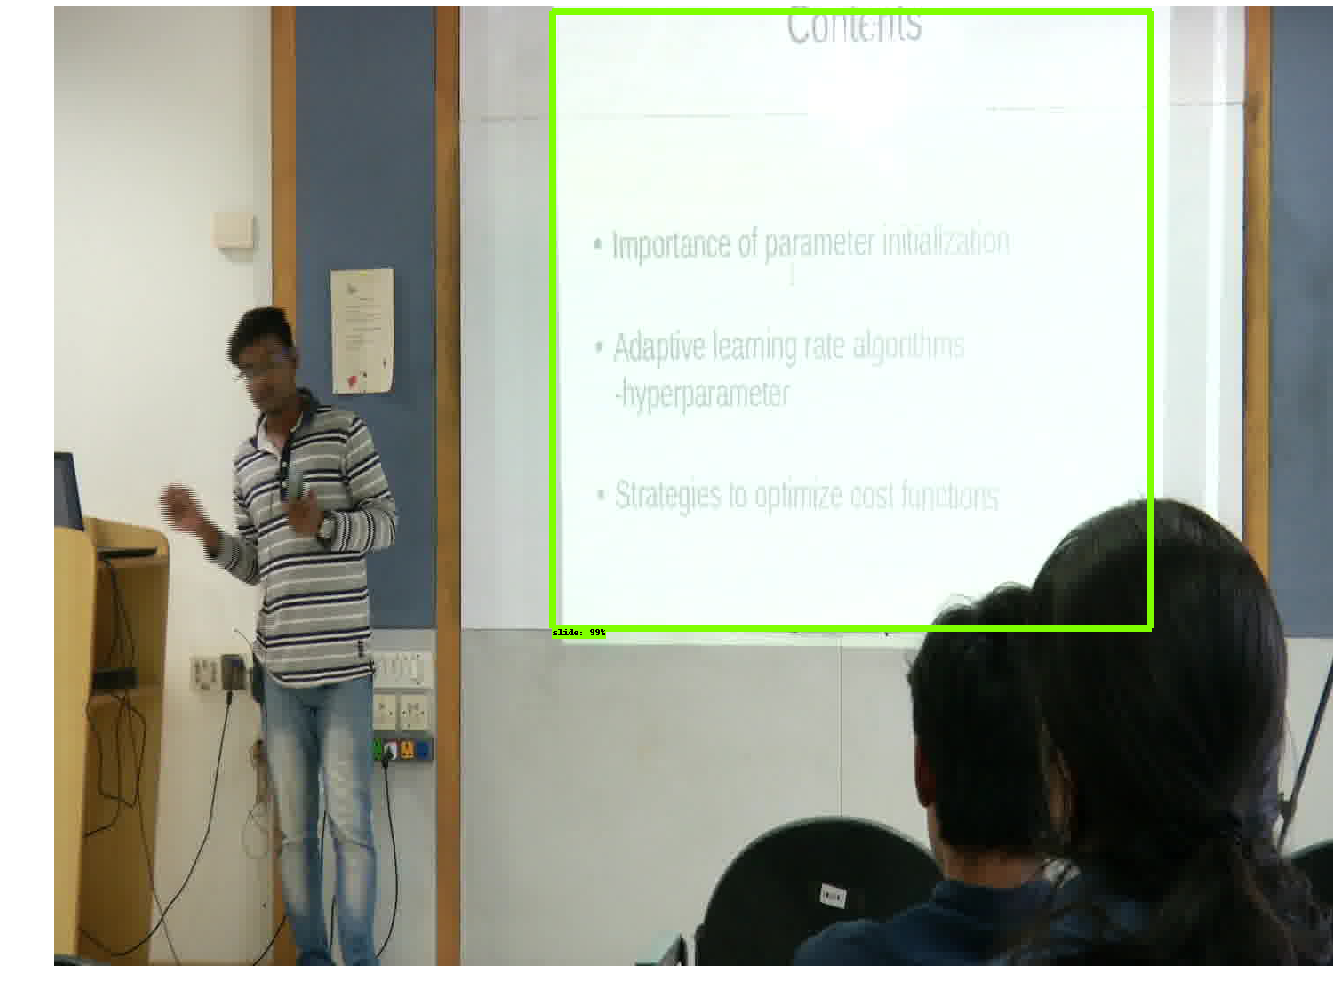 Contents
• Importance of parameter initialization
• Adaptive learning rate algorithms
-hyperparameter
• Strategies to optimize cost functions
slide: 99%